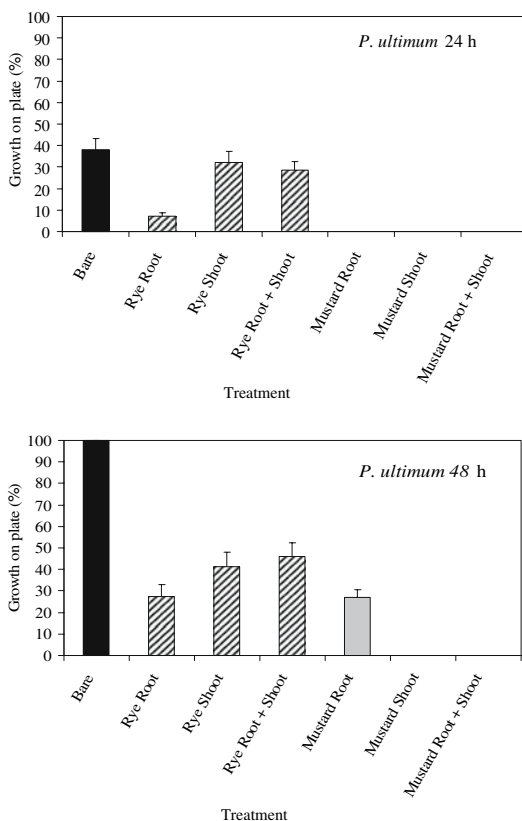 P. ultimum 24 h
Growth on plate (%)
100
90
80
70
60
50
40
30
20
10
0
Bare
Rye Root
Rye Shoot
Rye Root + Shoot
Mustard Root
Mustard Shoot
Mustard Root + Shoot
Treatment
P. ultimum 48 h
Growth on plate (%)
100
90
80
70
60
50
40
30
20
10
0
Bare
Rye Root
Rye Shoot
Rye Root + Shoot
Mustard Root
Mustard Shoot
Mustard Root + Shoot
Treatment